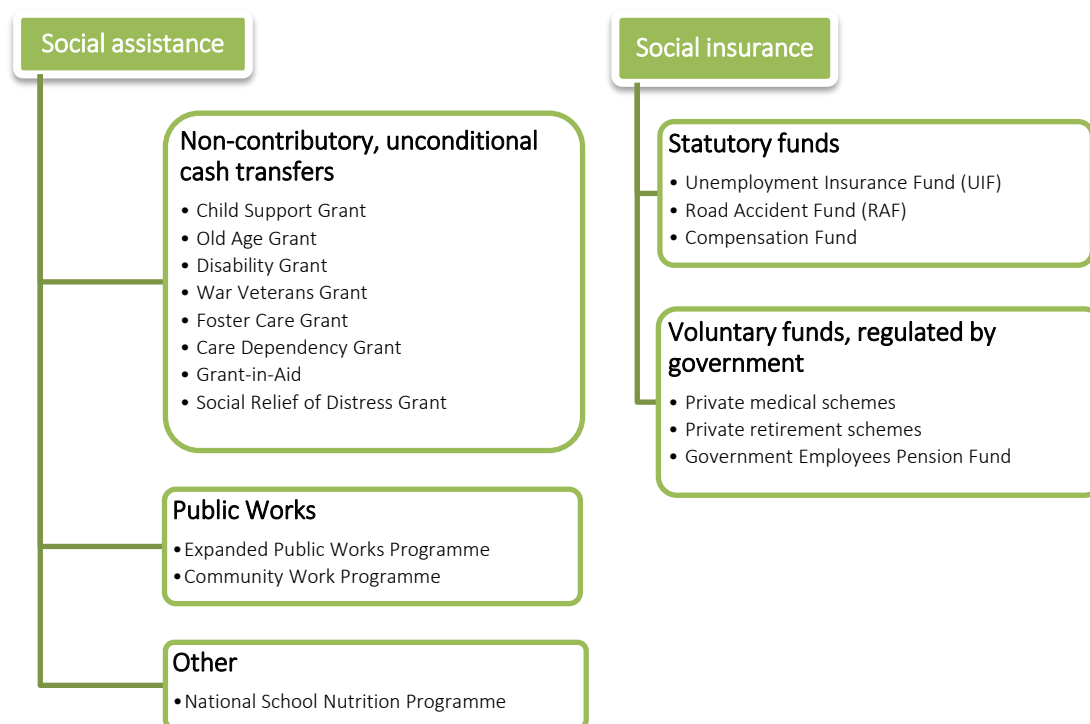 Social assistance
Non-contributory, unconditional
cash transfers
• Child Support Grant
• Old Age Grant
• Disability Grant
• War Veterans Grant
• Foster Care Grant
• Care Dependency Grant
• Grant-in-Aid
• Social Relief of Distress Grant
Public Works
• Expanded Public Works Programme
• Community Work Programme
Other
• National School Nutrition Programme
Social insurance
Statutory funds
• Unemployment Insurance Fund (UIF)
• Road Accident Fund (RAF)
• Compensation Fund
Voluntary funds, regulated by
government
• Private medical schemes
• Private retirement schemes
• Government Employees Pension Fund